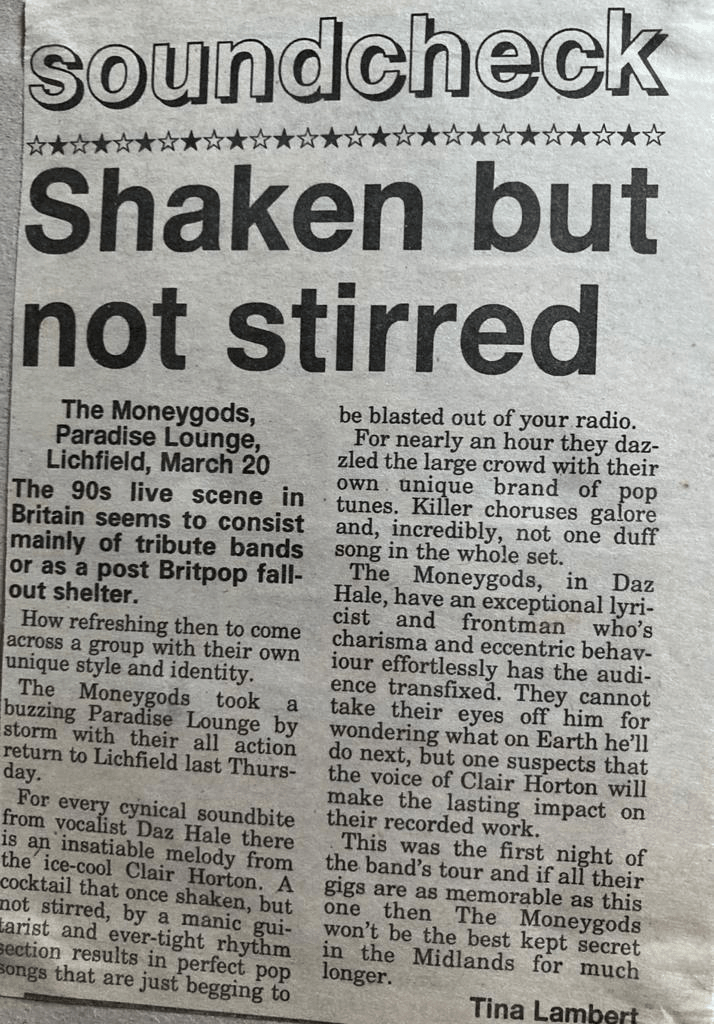 soundcheck
☆★☆★☆★☆★☆★☆★☆★☆★☆★☆★☆★☆★☆★☆★
Shaken but
not stirred
The Moneygods,
Paradise Lounge,
Lichfield, March 20
The 90s live scene in
Britain seems to consist
mainly of tribute bands
or as a post Britpop fall-
out shelter.
How refreshing then to come
across a group with their own
unique style and identity.
The Moneygods took a
buzzing Paradise Lounge by
storm with their all action
return to Lichfield last Thurs-
day.
For every cynical soundbite
from vocalist Daz Hale there
is an insatiable melody from
the ice-cool Clair Horton. A
cocktail that once shaken, but
not stirred, by a manic gui-
tarist and ever-tight rhythm
section results in perfect pop
songs that are just begging to
be blasted out of your radio.
For nearly an hour they daz-
zled the large crowd with their
own unique brand of pop
tunes. Killer choruses galore
and, incredibly, not one duff
song in the whole set.
The Moneygods, in Daz
Hale, have an exceptional lyri-
cist and frontman who's
charisma and eccentric behav-
iour effortlessly has the audi-
ence transfixed. They cannot
take their eyes off him for
wondering what on Earth he'll
do next, but one suspects that
the voice of Clair Horton will
make the lasting impact on
their recorded work.
This was the first night of
the band's tour and if all their
gigs are as memorable as this
one then The Moneygods
won't be the best kept secret
in the Midlands for much
longer.
Tina Lambert